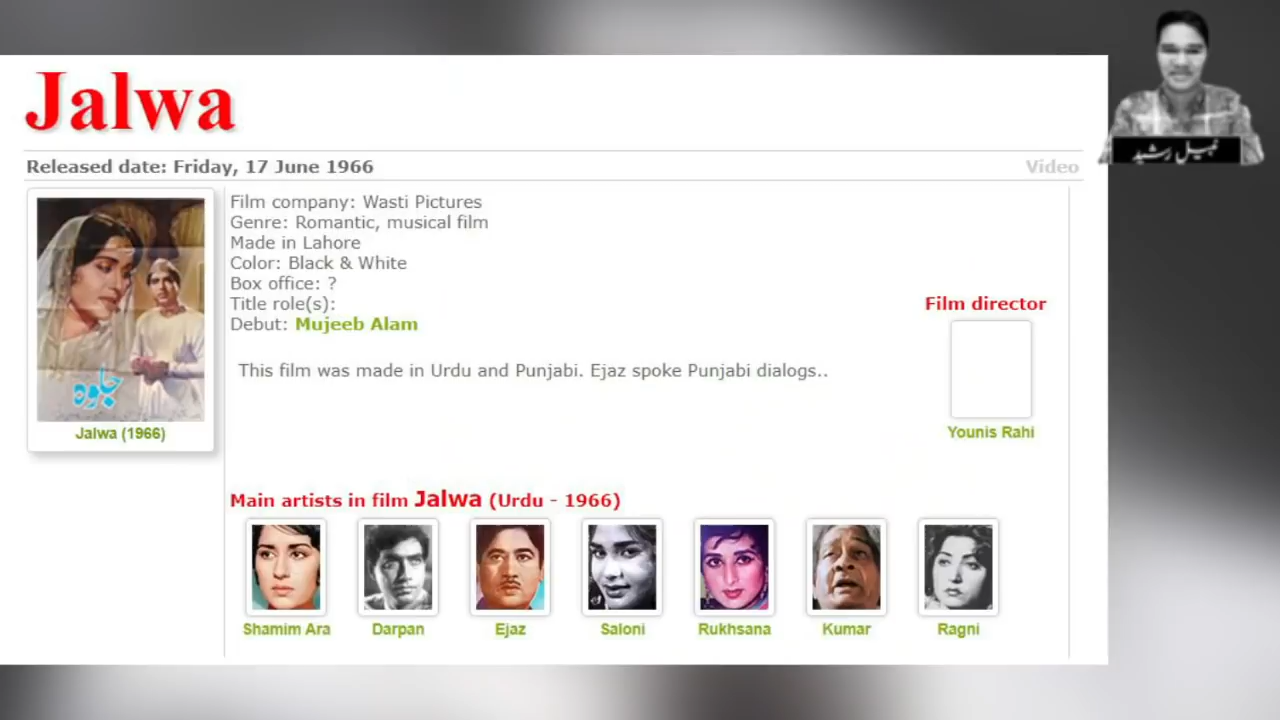 Jalwa
Released date: Friday, 17 June 1966
Video
نبیل رشید
Film company: Wasti Pictures
Genre: Romantic, musical film
Made in Lahore
Color: Black & White
Box office: ?
Title role(s):
Debut: Mujeeb Alam
This film was made in Urdu and Punjabi. Ejaz spoke Punjabi dialogs..
جلوہ
Jalwa (1966)
Film director
Younis Rahi
Main artists in film Jalwa (Urdu - 1966)
Shamim Ara
Darpan
Ejaz
Saloni
Rukhsana
Kumar
Ragni